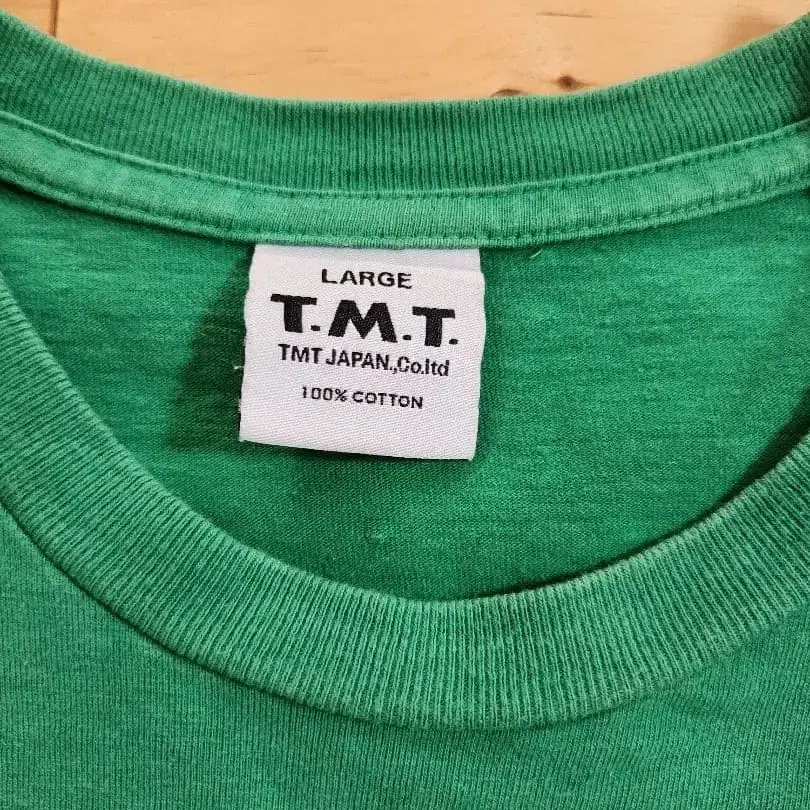 LARGE
T.M.T.
TMT JAPAN.,Co.ltd
100% COTTON